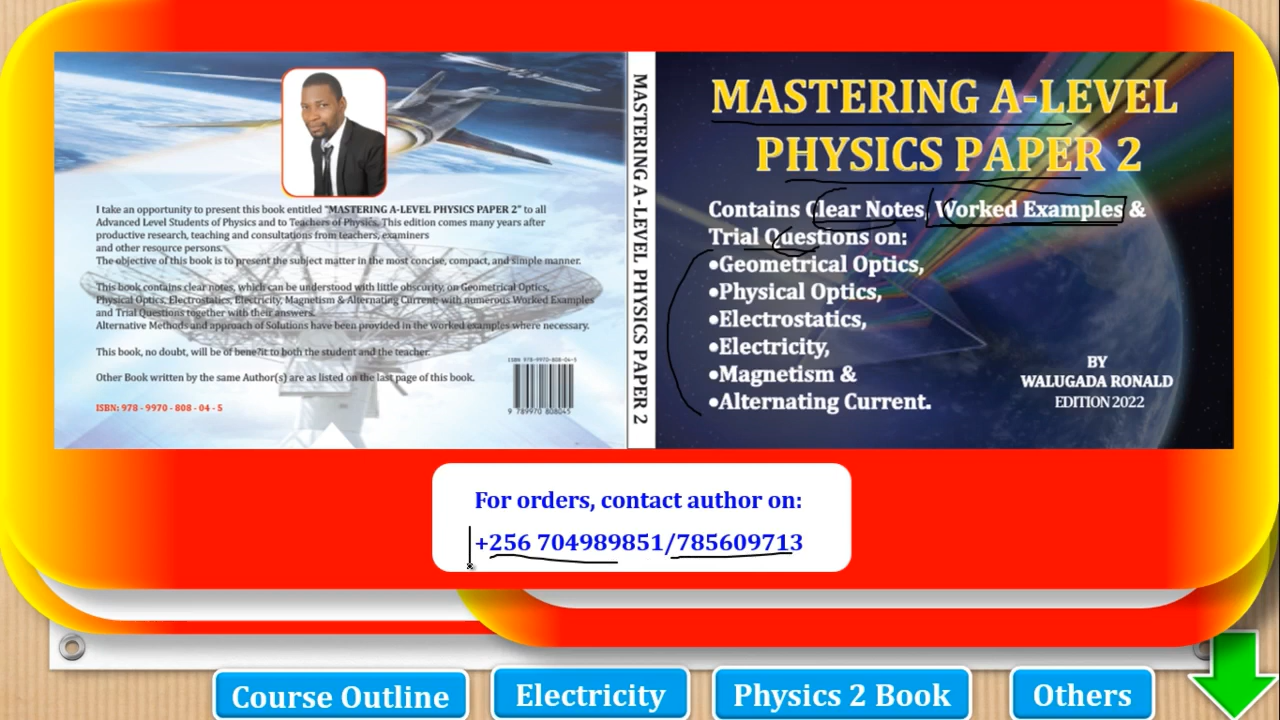 I take an opportunity to present this book entitled "MASTERING A-LEVEL PHYSICS PAPER 2" to all
Advanced Level Students of Physics and to Teachers of Physics. This edition comes many years after
productive research, teaching and consultations from teachers, examiners
and other resource persons.
The objective of this book is to present the subject matter in the most concise, compact, and simple manner.
This book contains clear notes, which can be understood with little obscurity, on Geometrical Optics,
Physical Optics, Electrostatics, Electricity, Magnetism & Alternating Current; with numerous Worked Examples
and Trial Questions together with their answers.
Alternative Methods and approach of Solutions have been provided in the worked examples where necessary.
This book, no doubt, will be of bene?it to both the student and the teacher.
Other Book written by the same Author(s) are as listed on the last page of this book.
ISBN: 978 - 9970 - 808 - 04 - 5
ISBN 978-9970-808-04-5
9 789970 808045
MASTERING A-LEVEL PHYSICS PAPER 2
MASTERING A-LEVEL
PHYSICS PAPER 2
Contains Clear Notes, Worked Examples &
Trial Questions on:
•Geometrical Optics,
•Physical Optics,
•Electrostatics,
•Electricity,
•Magnetism &
•Alternating Current.
BY
WALUGADA RONALD
EDITION 2022
For orders, contact author on:
+256 704989851/785609713
Course Outline
Electricity
Physics 2 Book
Others